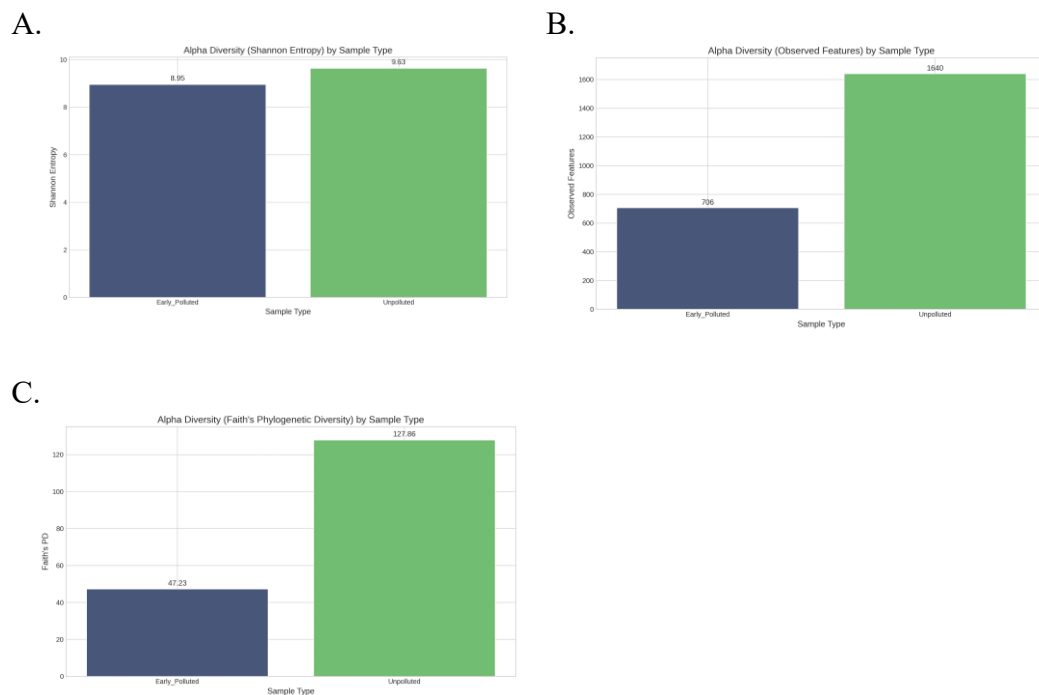 A.
Alpha Diversity (Shannon Entropy) by Sample Type
10
8
6
4
2
0
Shannon Entropy
8.95
9.63
Early_Polluted
Unpolluted
Sample Type
B.
Alpha Diversity (Observed Features) by Sample Type
1600
1400
1200
1000
800
600
400
200
0
Observed Features
706
1640
Early_Polluted
Unpolluted
Sample Type
C.
Alpha Diversity (Faith's Phylogenetic Diversity) by Sample Type
120
100
80
60
40
20
0
Faith's PD
47.23
127.86
Early_Polluted
Unpolluted
Sample Type